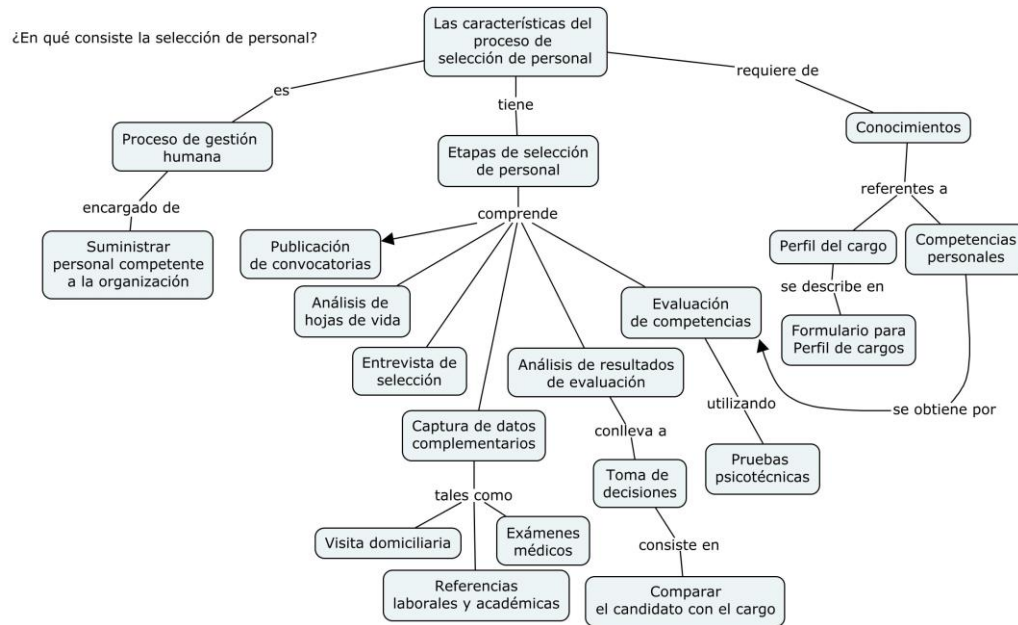 ¿En qué consiste la selección de personal?
Las características del
proceso de
selección de personal
es
tiene
requiere de
Proceso de gestión
humana
Etapas de selección
de personal
Conocimientos
encargado de
comprende
referentes a
Suministrar
personal competente
a la organización
Publicación
de convocatorias
Perfil del cargo
Competencias
personales
Análisis de
hojas de vida
Evaluación
de competencias
se describe en
Formulario para
Perfil de cargos
Entrevista de
selección
Análisis de resultados
de evaluación
utilizando
se obtiene por
Captura de datos
complementarios
conlleva a
Pruebas
psicotécnicas
Toma de
decisiones
tales como
Visita domiciliaria
Exámenes
médicos
consiste en
Referencias
laborales y académicas
Comparar
el candidato con el cargo